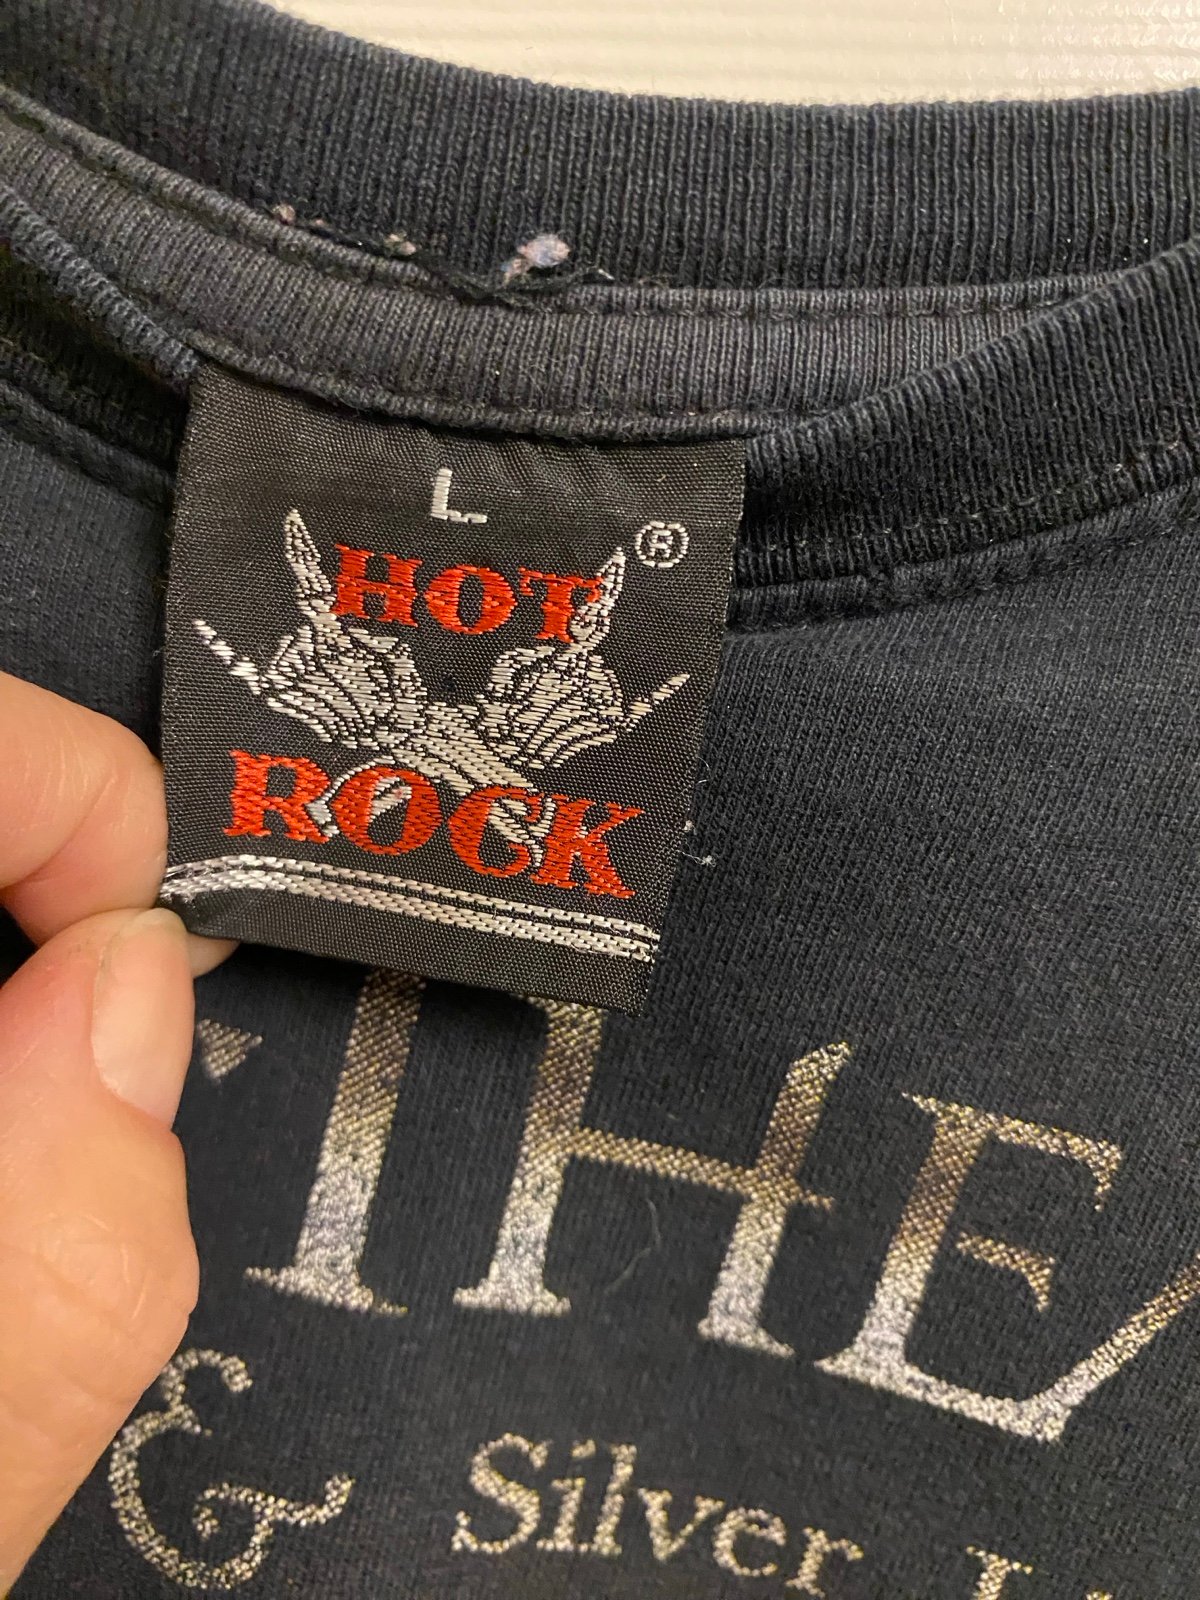 L
HOT ®
ROCK
THE
& Silver